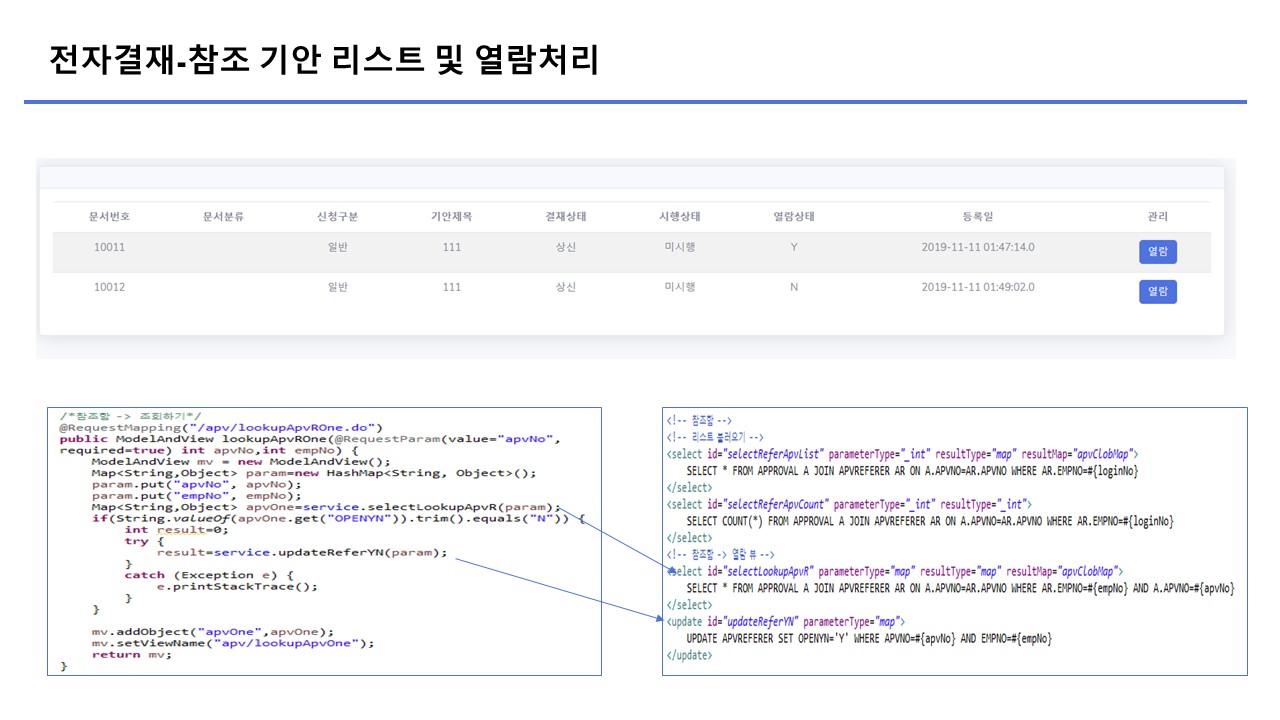 전자결재-참조 기안 리스트 및 열람처리
문서번호 문서분류 신청구분 기안제목 결재상태 시행상태 열람상태 등록일 관리
10011 일반 111 상신 미시행 Y 2019-11-11 01:47:14.0 열람
10012 일반 111 상신 미시행 N 2019-11-11 01:49:02.0 열람
/*참조함 -> 조회하기*/
@RequestMapping("/apv/lookupApvROne.do")
public ModelAndView lookupApvROne(@RequestParam(value="apvNo",
required=true) int apvNo,int empNo) {
ModelAndView mv = new ModelAndView();
Map<String,Object> param=new HashMap<String, Object>();
param.put("apvNo", apvNo);
param.put("empNo", empNo);
Map<String,Object> apvOne=service.selectLookupApvR(param);
if(String.valueOf(apvOne.get("OPENYN")).trim().equals("N")) {
int result=0;
try {
result=service.updateReferYN(param);
}
catch (Exception e) {
e.printStackTrace();
}
}
mv.addObject("apvOne",apvOne);
mv.setViewName("apv/lookupApvOne");
return mv;
}
<!-- 참조함 -->
<!-- 리스트 불러오기 -->
<select id="selectReferApvList" parameterType="_int" resultType="map" resultMap="apvClobMap">
SELECT * FROM APPROVAL A JOIN APVREFERER AR ON A.APVNO=AR.APVNO WHERE AR.EMPNO=#{loginNo}
</select>
<select id="selectReferApvCount" parameterType="_int" resultType="_int">
SELECT COUNT(*) FROM APPROVAL A JOIN APVREFERER AR ON A.APVNO=AR.APVNO WHERE AR.EMPNO=#{loginNo}
</select>
<!-- 참조함 -> 열람 뷰 -->
<select id="selectLookupApvR" parameterType="map" resultType="map" resultMap="apvClobMap">
SELECT * FROM APPROVAL A JOIN APVREFERER AR ON A.APVNO=AR.APVNO WHERE AR.EMPNO=#{empNo} AND A.APVNO=#{apvNo}
</select>
<update id="updateReferYN" parameterType="map">
UPDATE APVREFERER SET OPENYN='Y' WHERE APVNO=#{apvNo} AND EMPNO=#{empNo}
</update>